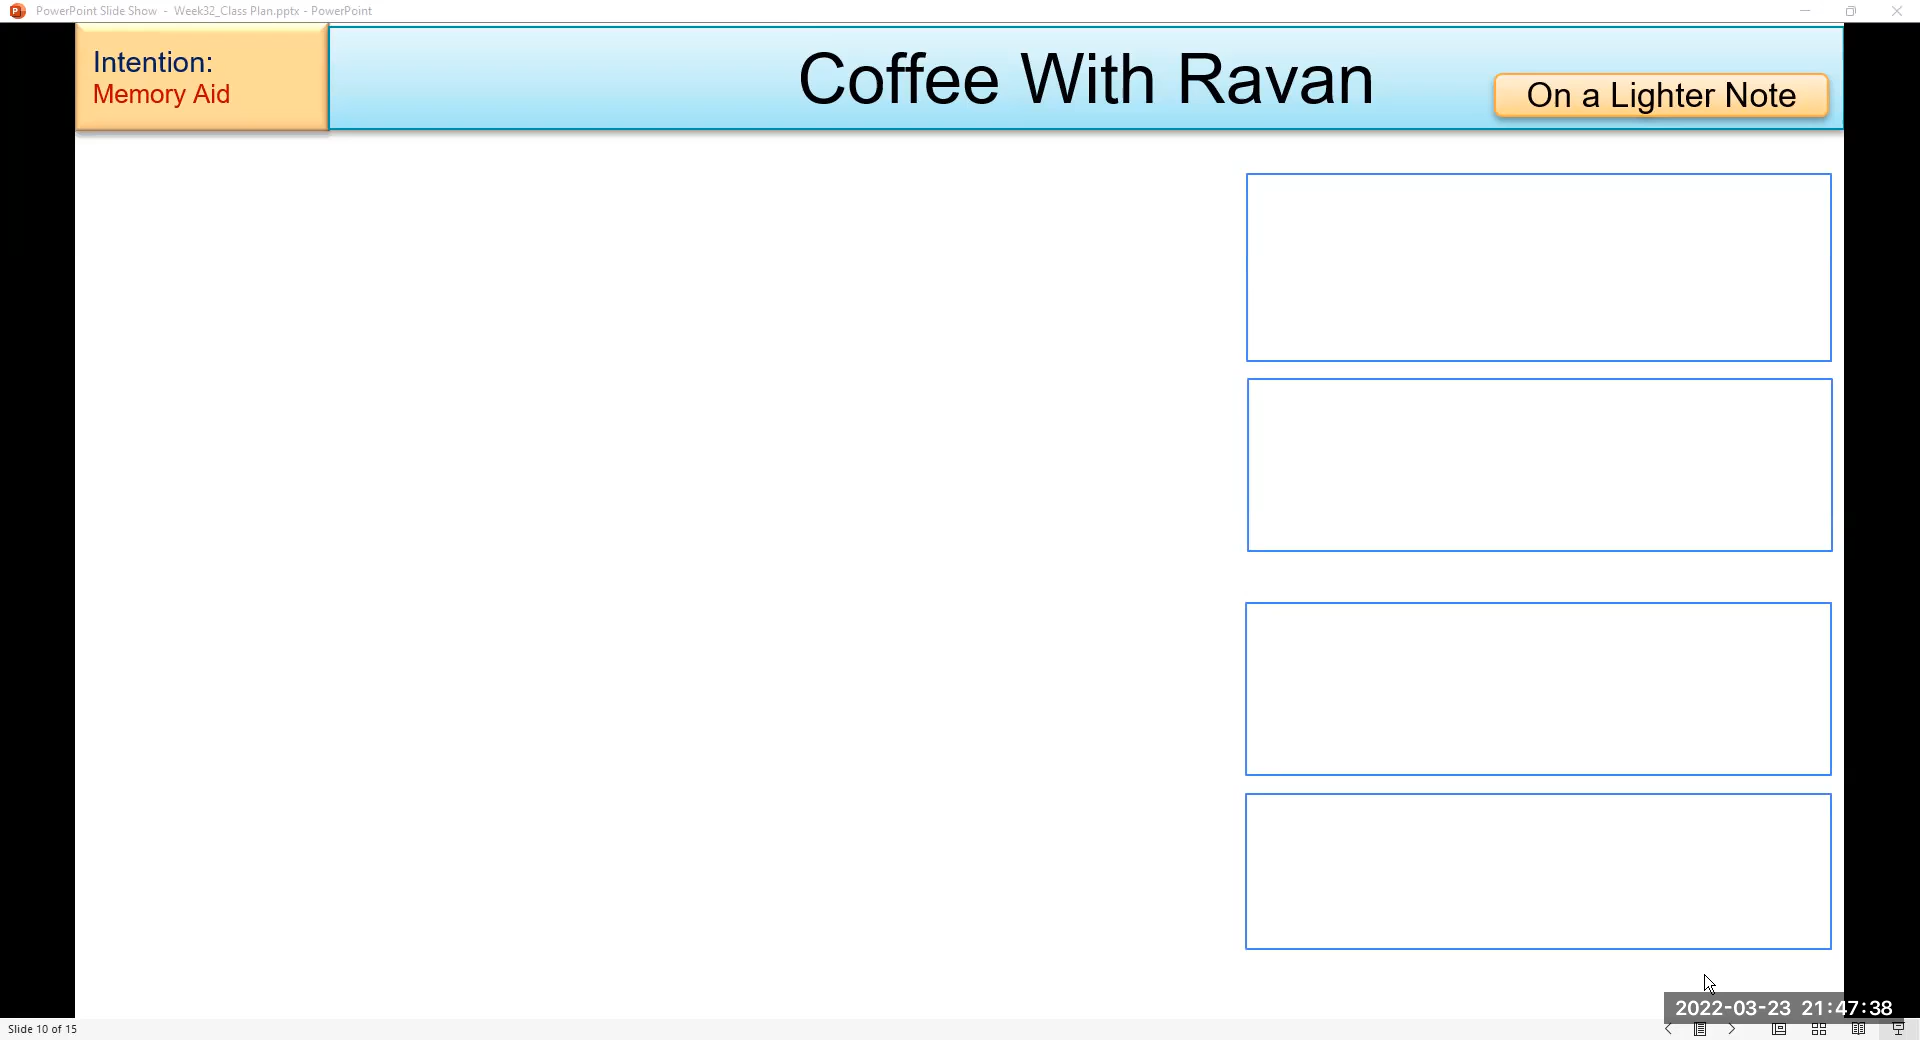 PowerPoint Slide Show - Week32_Class Plan.pptx - PowerPoint
Intention:
Memory Aid
Coffee With Ravan
On a Lighter Note
2022-03-23 21:47:38
Slide 10 of 15